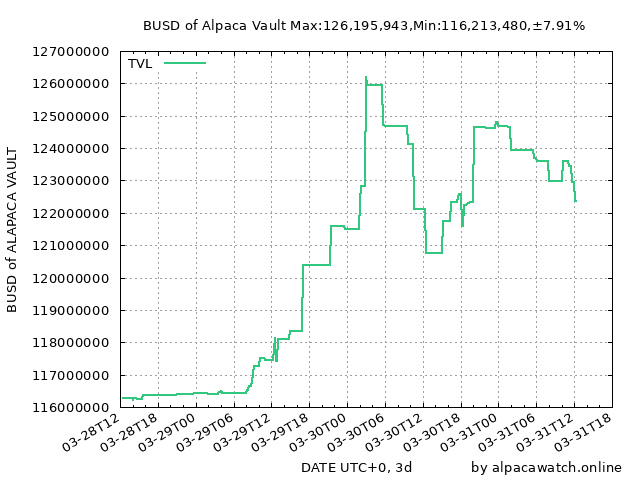 BUSD of Alpaca Vault Max:126,195,943,Min:116,213,480,±7.91%
TVL
127000000
126000000
125000000
124000000
123000000
122000000
121000000
120000000
119000000
118000000
117000000
116000000
BUSD of ALAPACA VAULT
03-28T12
03-28T18
03-29T00
03-29T06
03-29T12
03-29T18
03-30T00
03-30T06
03-30T12
03-30T18
03-31T00
03-31T06
03-31T12
03-31T18
DATE UTC+0, 3d
by alpacawatch.online